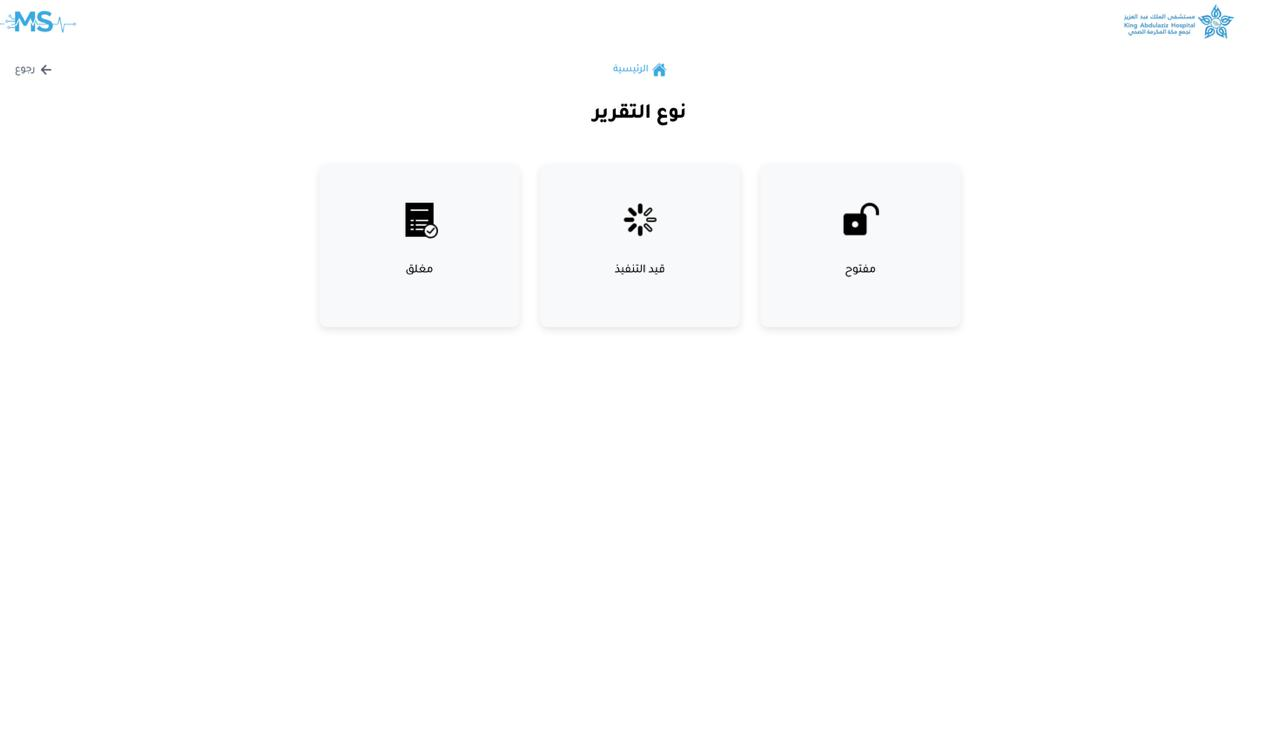 مستشفى الملك عبد العزيز
King Abdulaziz Hospital
تجمع مكة المكرمة الصحي
MS
الرئيسية
رجوع
نوع التقرير
مفتوح
قيد التنفيذ
مغلق